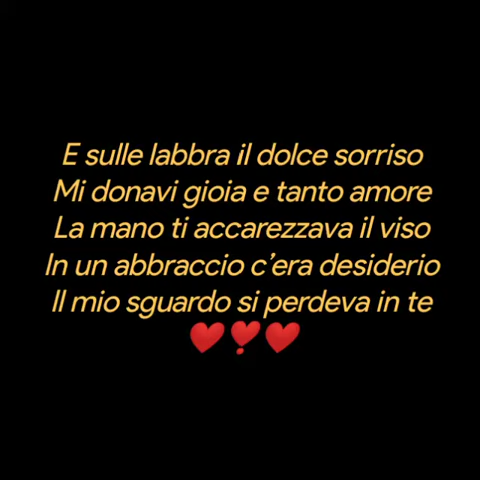 E sulle labbra il dolce sorriso
Mi donavi gioia e tanto amore
La mano ti accarezzava il viso
In un abbraccio c’era desiderio
Il mio sguardo si perdeva in te
❤️❣️❤️